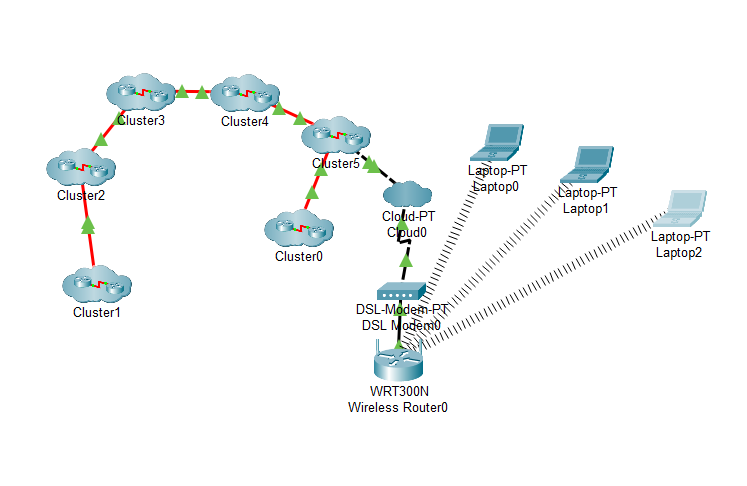 Cluster3
Cluster4
Cluster5
Cluster2
Cluster0
Cluster1
Cloud-PT
Cloud0
DSL-Modem-PT
DSL Modem0
WRT300N
Wireless Router0
Laptop-PT
Laptop0
Laptop-PT
Laptop1
Laptop-PT
Laptop2